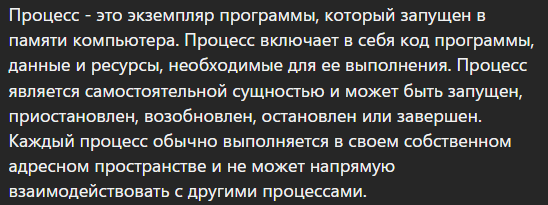 Процесс - это экземпляр программы, который запущен в
памяти компьютера. Процесс включает в себя код программы,
данные и ресурсы, необходимые для ее выполнения. Процесс
является самостоятельной сущностью и может быть запущен,
приостановлен, возобновлен, остановлен или завершен.
Каждый процесс обычно выполняется в своем собственном
адресном пространстве и не может напрямую
взаимодействовать с другими процессами.